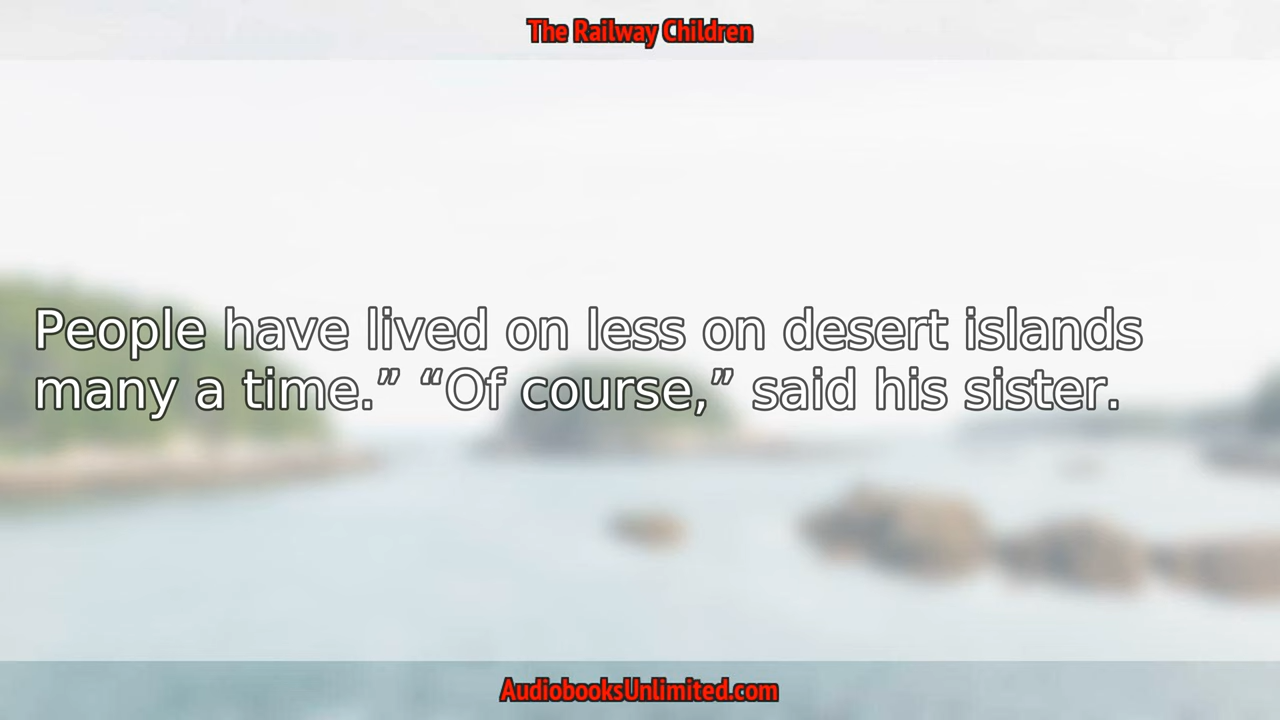 The Railway Children
People have lived on less on desert islands
many a time.” “Of course,” said his sister.
AudiobooksUnlimited.com